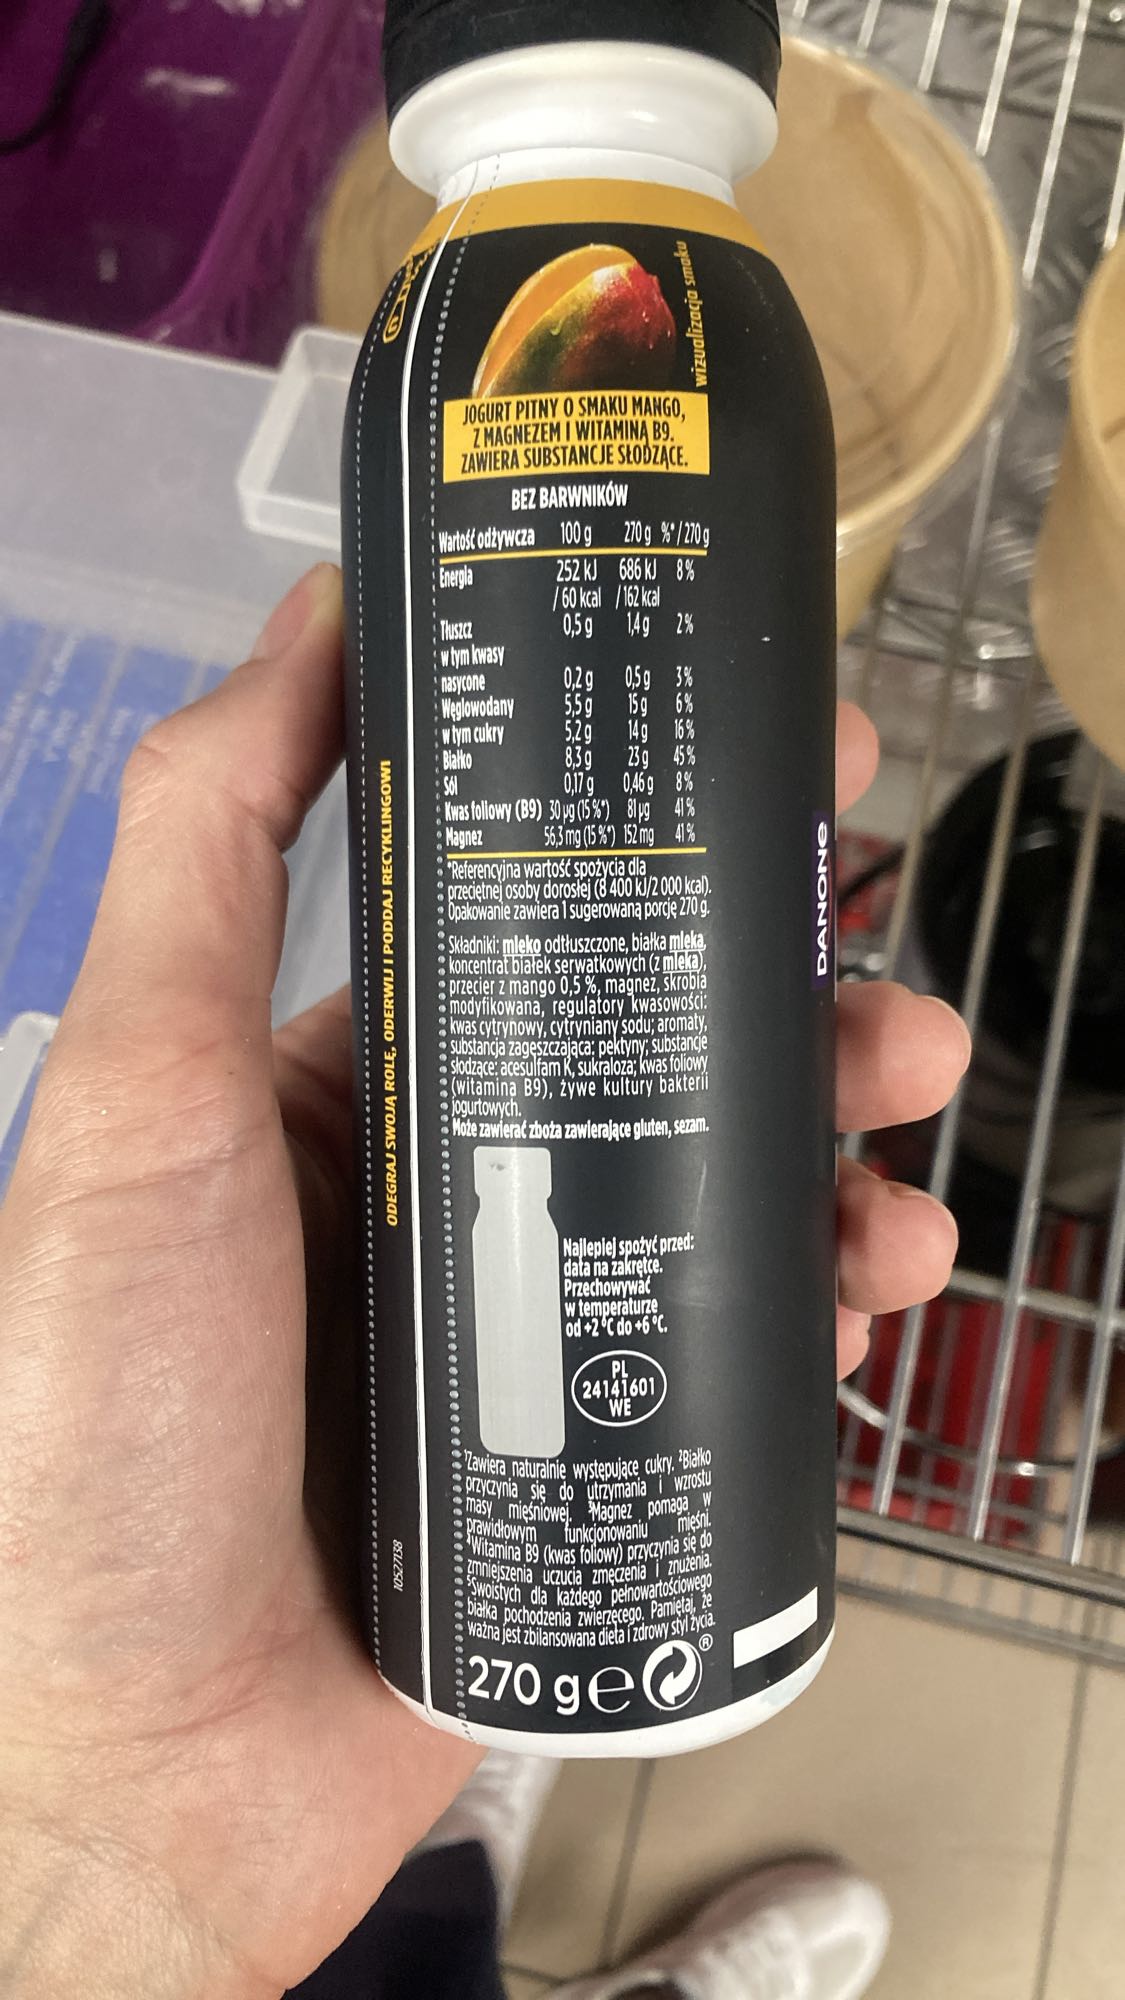 wizualizacja smaku
JOGURT PITNY O SMAKU MANGO,
Z MAGNEZEM I WITAMINĄ B9.
ZAWIERA SUBSTANCJE SŁODZĄCE.
BEZ BARWNIKÓW
Wartość odżywcza 100 g 270 g %*/270 g
Energia 252 kJ 686 kJ 8%
/ 60 kcal / 162 kcal
Tłuszcz 0,5 g 1,4 g 2%
w tym kwasy
nasycone 0,2 g 0,5 g 3%
Węglowodany 5,5 g 15 g 6%
w tym cukry 5,2 g 14 g 16%
Białko 8,3 g 23 g 45%
Sól 0,17 g 0,46 g 8%
Kwas foliowy (B9) 30 µg (15 %*) 81 µg 41%
Magnez 56,3 mg (15 %*) 152 mg 41%
*Referencyjna wartość spożycia dla
przeciętnej osoby dorosłej (8 400 kJ/2 000 kcal).
Opakowanie zawiera 1 sugerowaną porcję 270 g.
Składniki: mleko odtłuszczone, białka mleka,
koncentrat białek serwatkowych (z mleka),
przecier z mango 0,5 %, magnez, skrobia
modyfikowana, regulatory kwasowości:
kwas cytrynowy, cytryniany sodu; aromaty,
substancja zagęszczająca: pektyny; substancje
słodzące: acesulfam K, sukraloza; kwas foliowy
(witamina B9), żywe kultury bakterii
jogurtowych.
Może zawierać zboża zawierające gluten, sezam.
Najlepiej spożyć przed:
data na zakrętce.
Przechowywać
w temperaturze
od +2 °C do +6 °C.
PL
24141601
WE
¹Zawiera naturalnie występujące cukry. ²Białko
przyczynia się do utrzymania i wzrostu
masy mięśniowej. ³Magnez pomaga w
prawidłowym funkcjonowaniu mięśni.
⁴Witamina B9 (kwas foliowy) przyczynia się do
zmniejszenia uczucia zmęczenia i znużenia.
⁵Swoistych dla każdego pełnowartościowego
białka pochodzenia zwierzęcego. Pamiętaj, że
ważna jest zbilansowana dieta i zdrowy styl życia.
270 g e ®
ODEGRAJ SWOJĄ ROLĘ, ODERWIJ I PODDAJ RECYKLINGOWI
10527138
DANONE